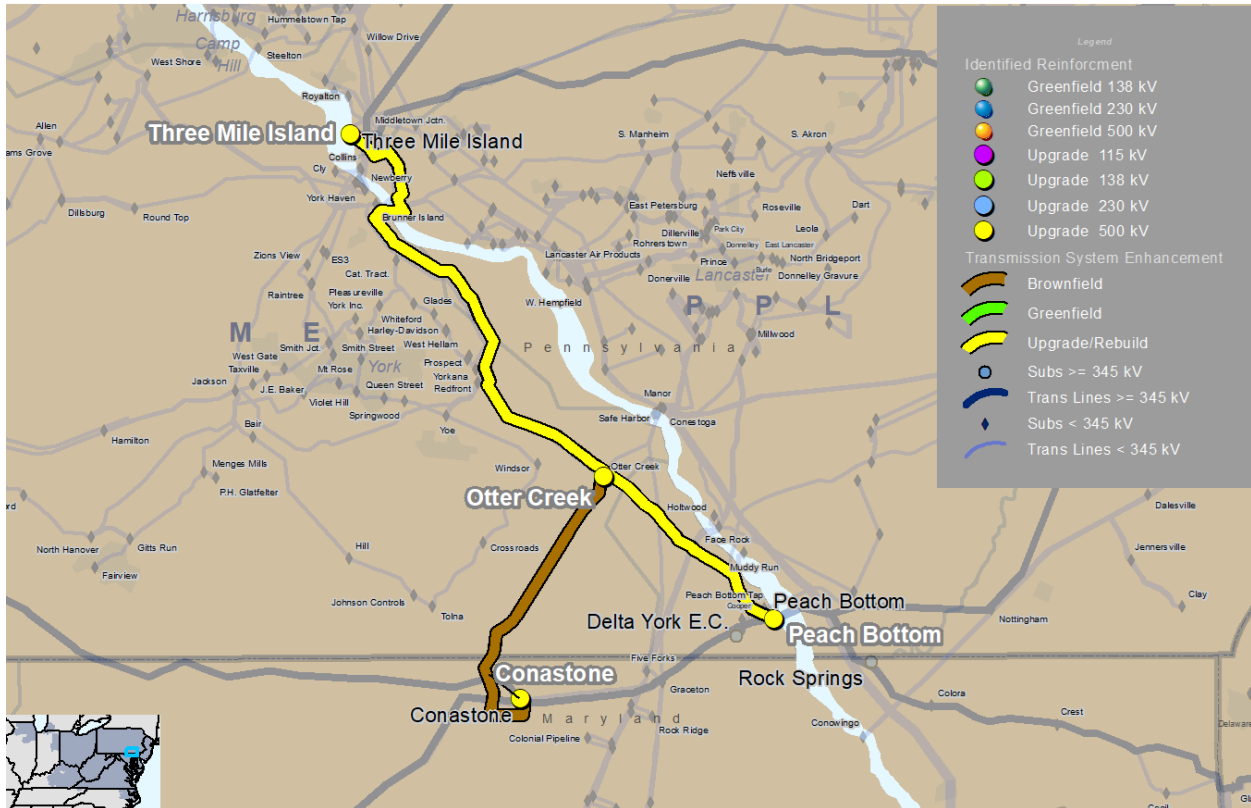 Harrisburg
Hummelstown Tap
Willow Drive
Camp
Hill
Steelton
West Shore
Royalton
Middletown Jctn.
Three Mile Island
Three Mile Island
Allen
ams Grove
Collins
Cly
Newberry
York Haven
S. Manheim
S. Akron
Neffsville
Dillsburg
Round Top
Brunner Island
East Petersburg
Roseville
Dart
Park City
Leola
Dillerville
Rohrerstown
Donnelley
East Lancaster
Zions View
ES3
Cat. Tract.
Lancaster Air Products
Prince
North Bridgeport
Donerville
Lancaster
Burle
Donnelley Gravure
Raintree
Pleasureville
York Inc.
Glades
W. Hempfield
P P L
M E
Whiteford
Harley-Davidson
Millwood
Smith Jct.
Smith Street
West Hellam
Pennsylvania
West Gate
Taxville
Mt Rose
York
Prospect
Yorkana
Redfront
Jackson
J.E. Baker
Queen Street
Violet Hill
Springwood
Manor
Safe Harbor
Conestoga
Bair
Yoe
Hamilton
Menges Mills
Windsor
Otter Creek
Otter Creek
P.H. Glatfelter
ord
Holtwood
Dalesville
North Hanover
Gitts Run
Hill
Crossroads
Face Rock
Jennersville
Fairview
Muddy Run
Johnson Controls
Tolna
Peach Bottom Tap
Cooper
Peach Bottom
Clay
Delta York E.C.
Peach Bottom
Nottingham
Five Forks
Conastone
Rock Springs
Graceton
Colora
Conastone
Maryland
Crest
Colonial Pipeline
Rock Ridge
Conowingo
Delaware
Cecil
Gl
Legend
Identified Reinforcment
Greenfield 138 kV
Greenfield 230 kV
Greenfield 500 kV
Upgrade 115 kV
Upgrade 138 kV
Upgrade 230 kV
Upgrade 500 kV
Transmission System Enhancement
Brownfield
Greenfield
Upgrade/Rebuild
Subs >= 345 kV
Trans Lines >= 345 kV
Subs < 345 kV
Trans Lines < 345 kV